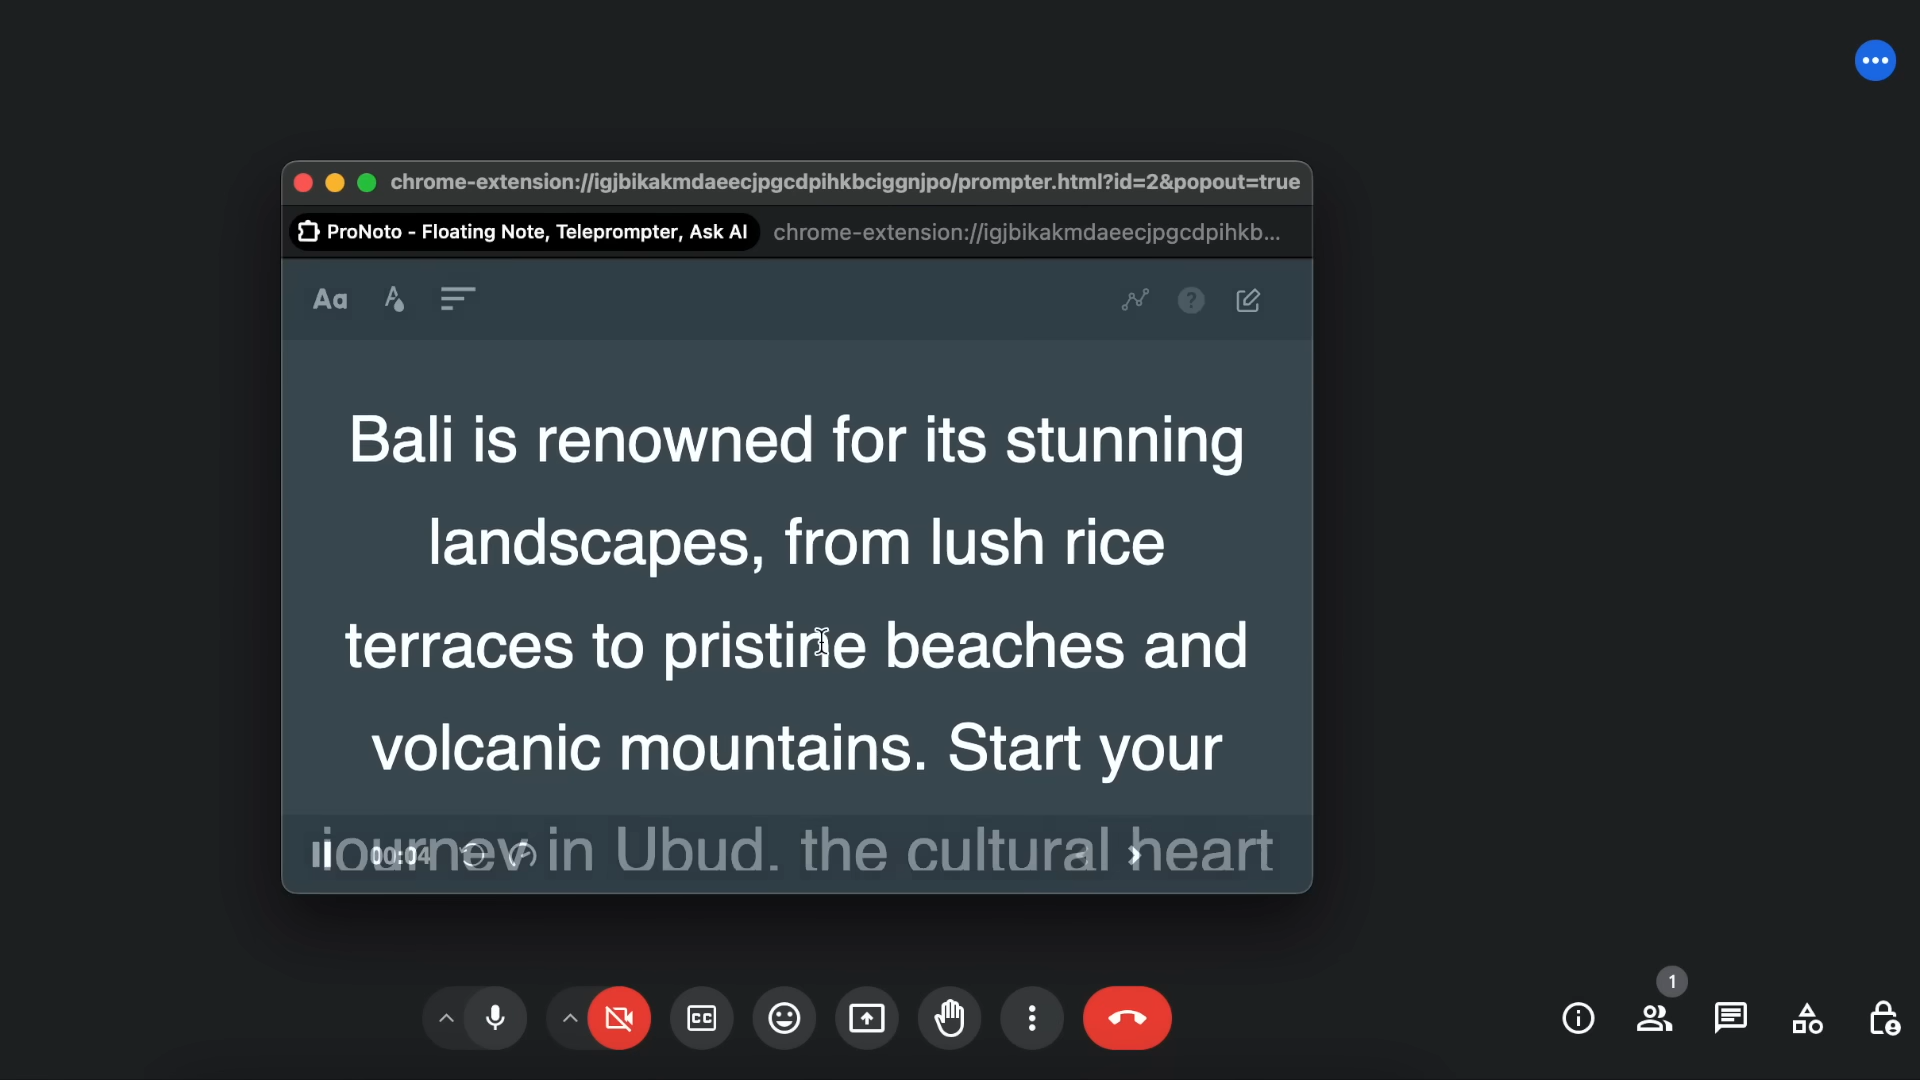 chrome-extension://igjbikakmdaeecjpgcdpihkbciggnjpo/prompter.html?id=2&popout=true
ProNoto - Floating Note, Teleprompter, Ask AI chrome-extension://igjbikakmdaeecjpgcdpihkb...
Aa
Bali is renowned for its stunning
landscapes, from lush rice
terraces to pristine beaches and
volcanic mountains. Start your
journey in Ubud, the cultural heart
00:04
1
CC